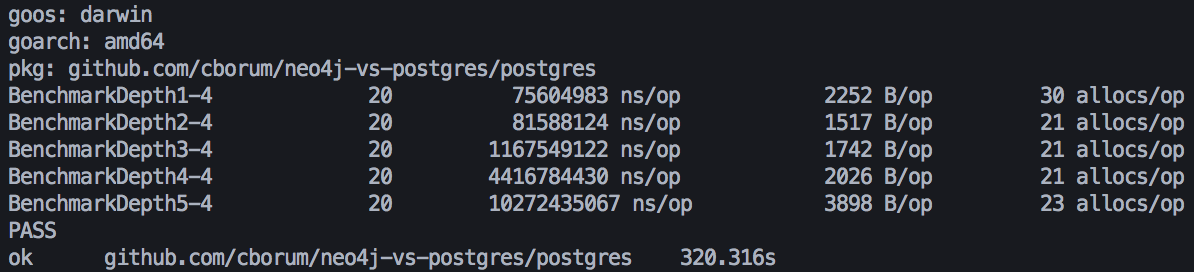 goos: darwin
goarch: amd64
pkg: github.com/cborum/neo4j-vs-postgres/postgres
BenchmarkDepth1-4 20 75604983 ns/op 2252 B/op 30 allocs/op
BenchmarkDepth2-4 20 81588124 ns/op 1517 B/op 21 allocs/op
BenchmarkDepth3-4 20 1167549122 ns/op 1742 B/op 21 allocs/op
BenchmarkDepth4-4 20 4416784430 ns/op 2026 B/op 21 allocs/op
BenchmarkDepth5-4 20 10272435067 ns/op 3898 B/op 23 allocs/op
PASS
ok github.com/cborum/neo4j-vs-postgres/postgres 320.316s